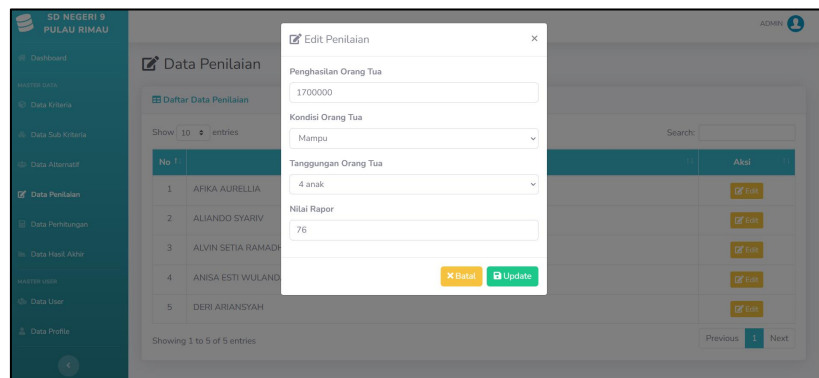 SD NEGERI 9
PULAU RIMAU
Dashboard
MASTER DATA
Data Kriteria
Data Sub Kriteria
Data Alternatif
Data Penilaian
Data Perhitungan
Data Hasil Akhir
MASTER USER
Data User
Data Profile
ADMIN
Data Penilaian
Daftar Data Penilaian
Show 10 entries
Search:
No Aksi
1 AFIKA AURELLIA Edit
2 ALIANDO SYARIV Edit
3 ALVIN SETIA RAMADH Edit
4 ANISA ESTI WULAND Edit
5 DERI ARIANSYAH Edit
Showing 1 to 5 of 5 entries
Previous 1 Next
Edit Penilaian ×
Penghasilan Orang Tua
1700000
Kondisi Orang Tua
Mampu
Tanggungan Orang Tua
4 anak
Nilai Rapor
76
Batal Update